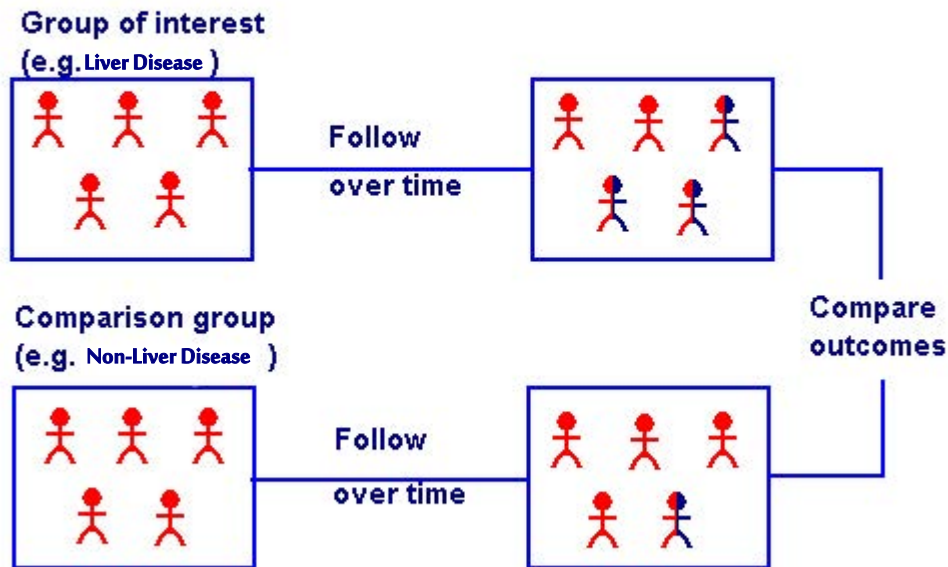 Group of interest
(e.g. Liver Disease )
Follow
over time
Comparison group
(e.g. Non-Liver Disease )
Follow
over time
Compare
outcomes